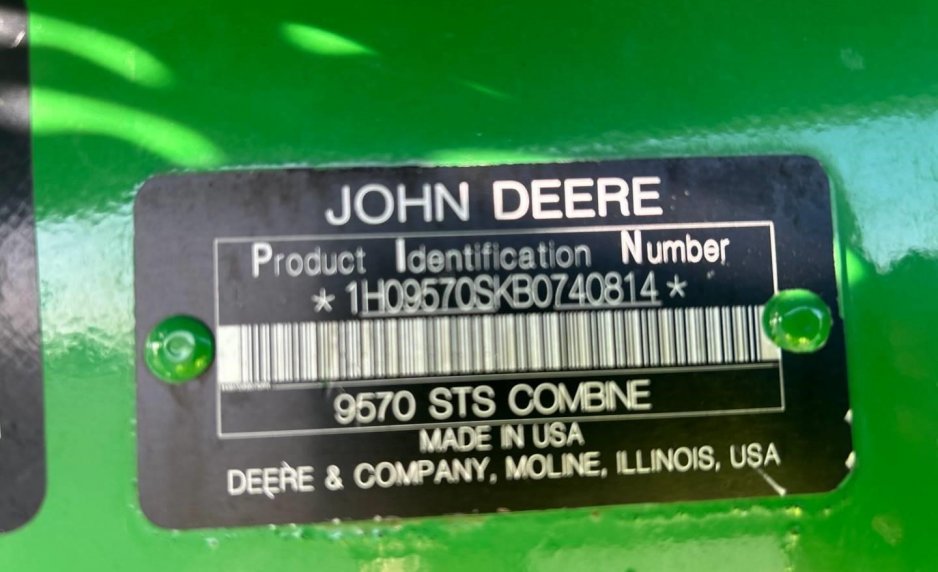 JOHN DEERE
Product Identification Number
*1H09570SKB0740814*
9570 STS COMBINE
MADE IN USA
DEERE & COMPANY, MOLINE, ILLINOIS, USA